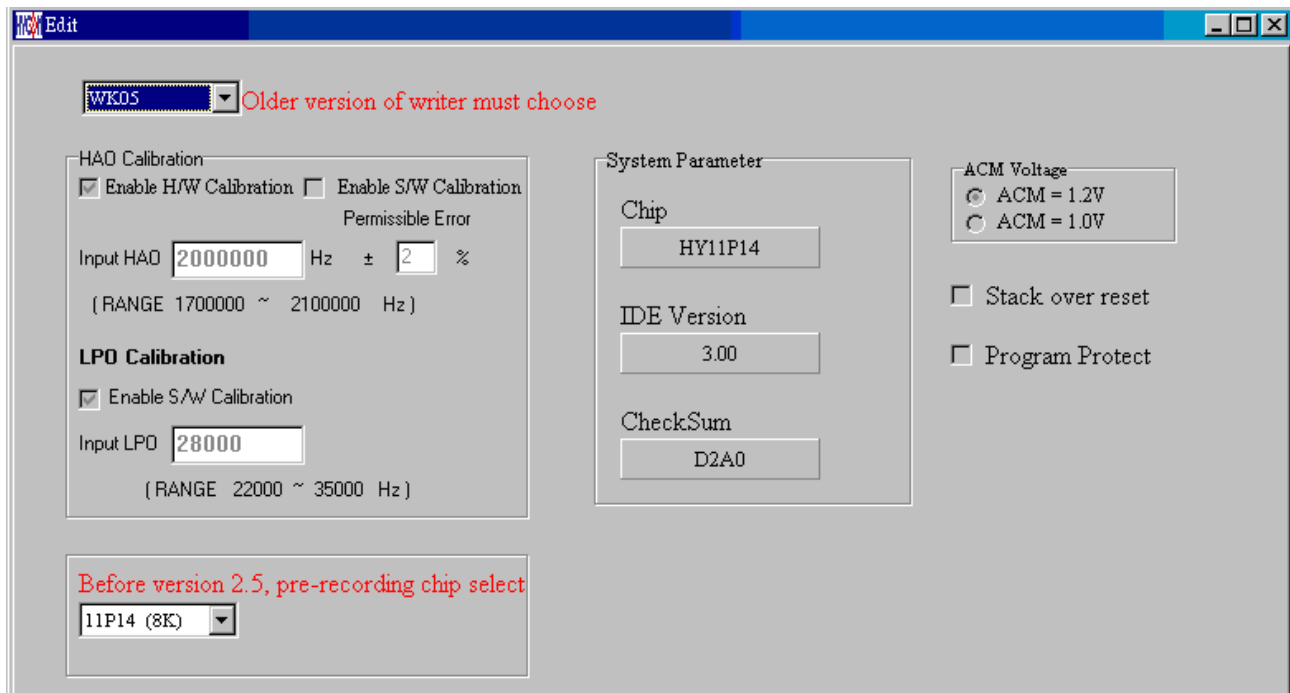 Edit
WK05 Older version of writer must choose
HAO Calibration
Enable H/W Calibration Enable S/W Calibration
Permissible Error
Input HAO 2000000 Hz ± 2 %
( RANGE 1700000 ~ 2100000 Hz )
LPO Calibration
Enable S/W Calibration
Input LPO 28000
( RANGE 22000 ~ 35000 Hz )
Before version 2.5, pre-recording chip select
11P14 (8K)
System Parameter
Chip
HY11P14
IDE Version
3.00
CheckSum
D2A0
ACM Voltage
ACM = 1.2V
ACM = 1.0V
Stack over reset
Program Protect